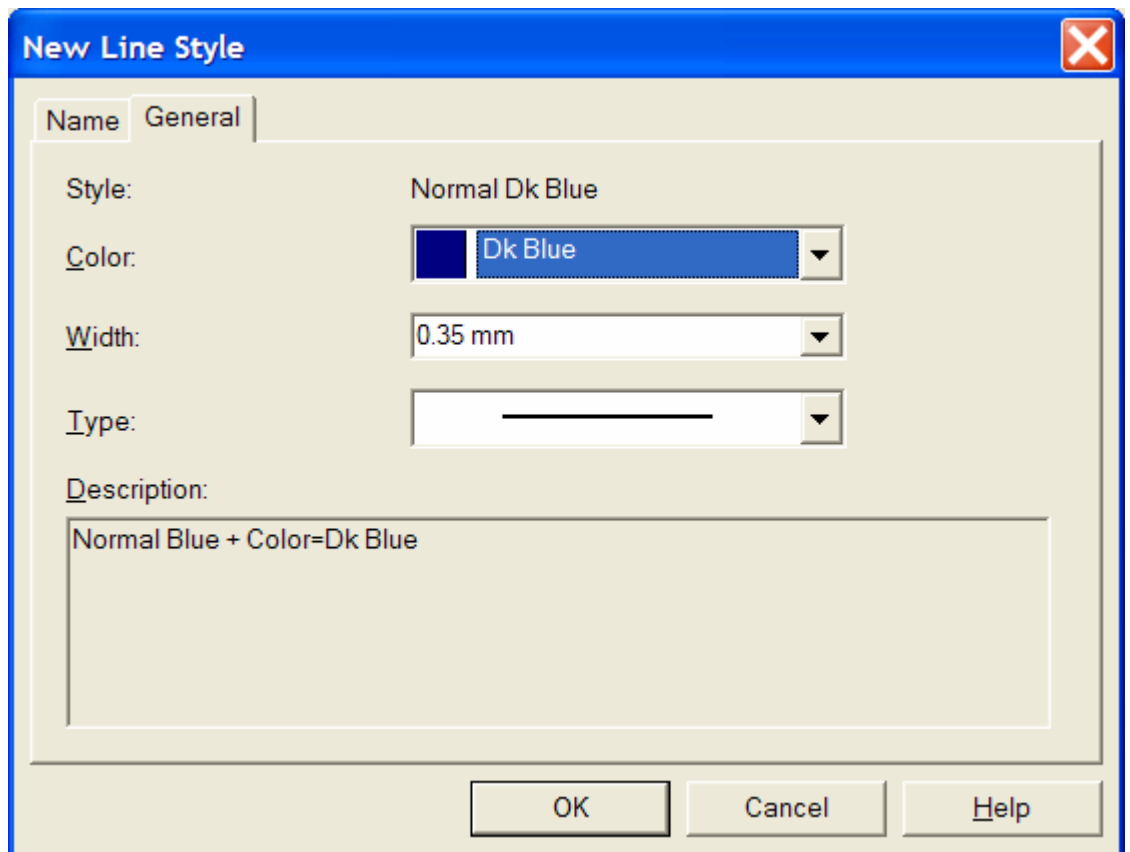 New Line Style
Name General
Style: Normal Dk Blue
Color: Dk Blue
Width: 0.35 mm
Type:
Description:
Normal Blue + Color=Dk Blue
OK Cancel Help